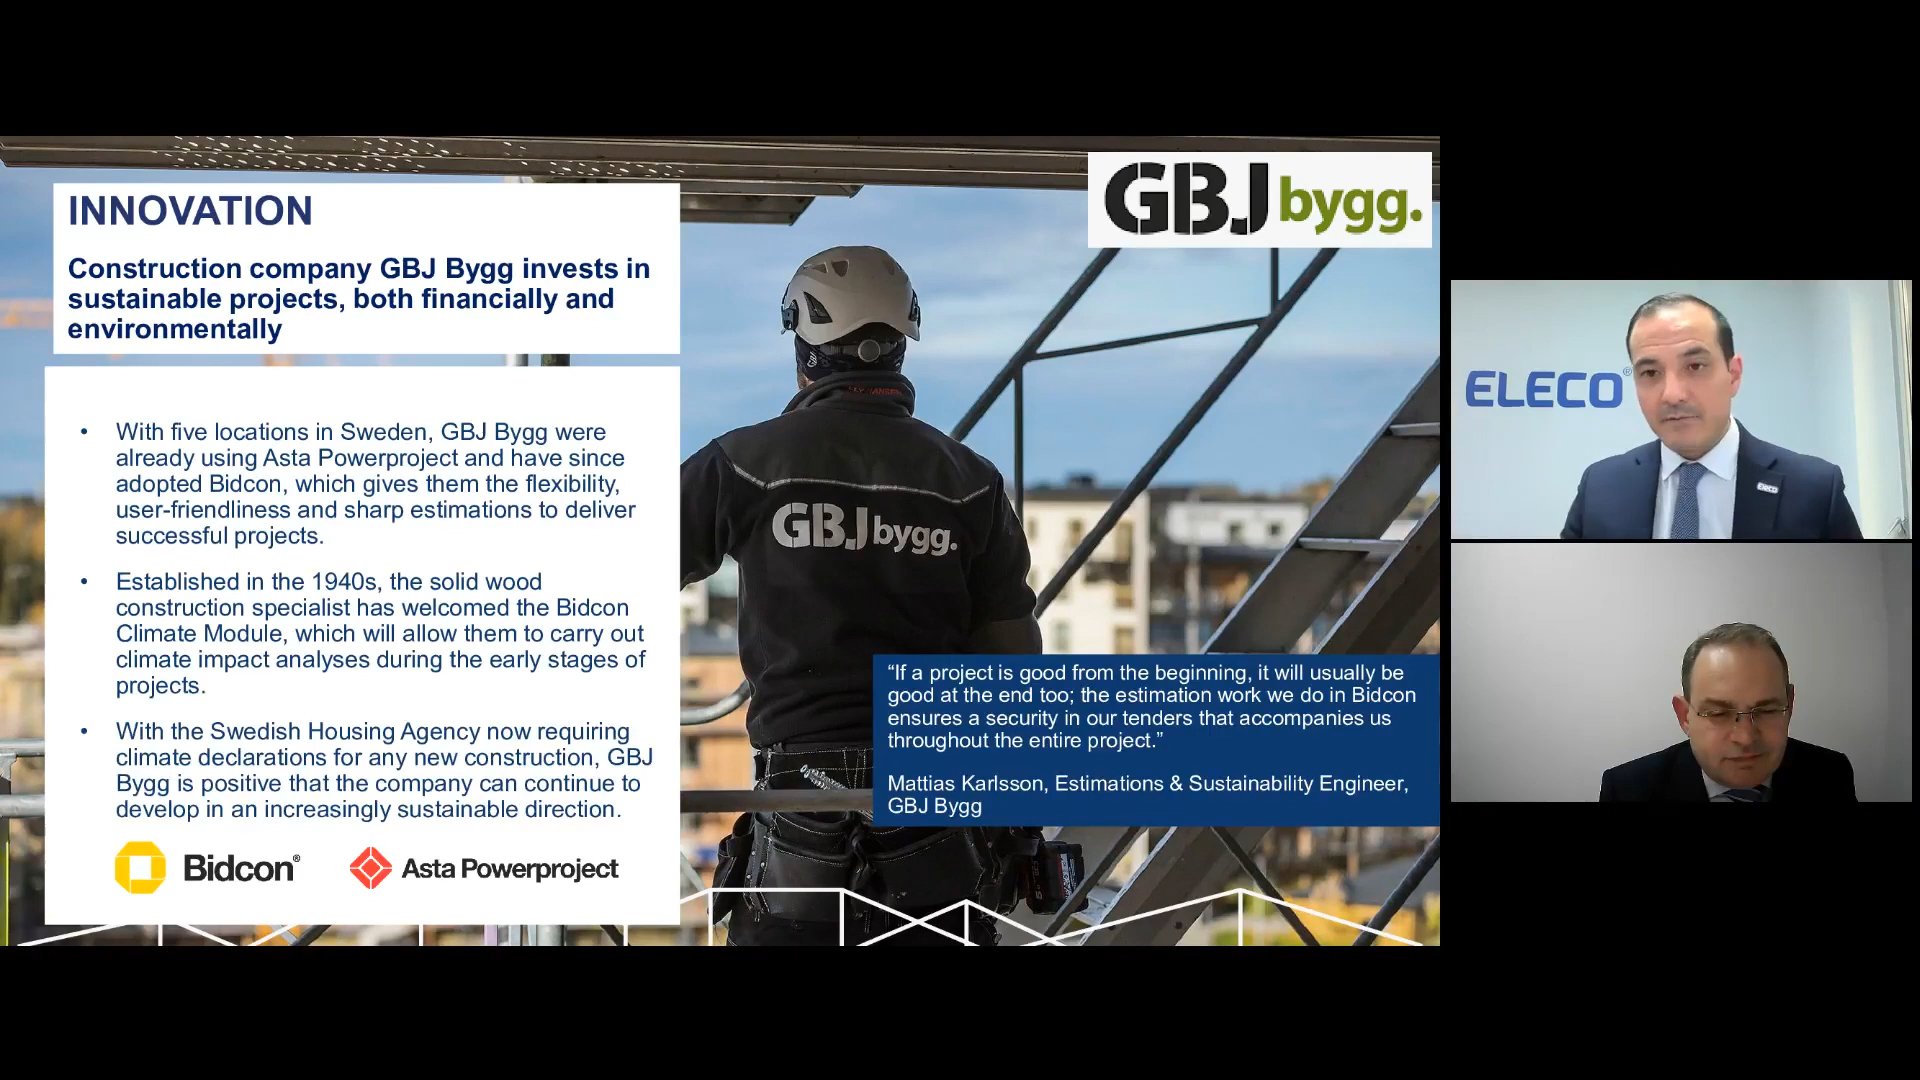 INNOVATION
Construction company GBJ Bygg invests in
sustainable projects, both financially and
environmentally
• With five locations in Sweden, GBJ Bygg were
already using Asta Powerproject and have since
adopted Bidcon, which gives them the flexibility,
user-friendliness and sharp estimations to deliver
successful projects.
• Established in the 1940s, the solid wood
construction specialist has welcomed the Bidcon
Climate Module, which will allow them to carry out
climate impact analyses during the early stages of
projects.
• With the Swedish Housing Agency now requiring
climate declarations for any new construction, GBJ
Bygg is positive that the company can continue to
develop in an increasingly sustainable direction.
Bidcon®
Asta Powerproject
GBJ bygg.
GBJ bygg.
“If a project is good from the beginning, it will usually be
good at the end too; the estimation work we do in Bidcon
ensures a security in our tenders that accompanies us
throughout the entire project.”
Mattias Karlsson, Estimations & Sustainability Engineer,
GBJ Bygg
ELECO®
ELECO